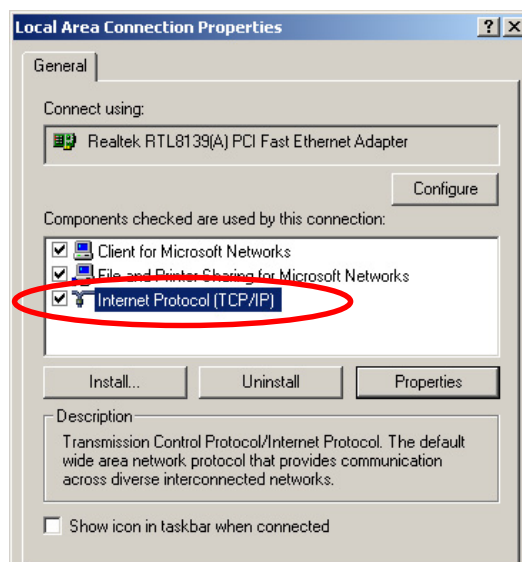 Local Area Connection Properties
General
Connect using:
Realtek RTL8139(A) PCI Fast Ethernet Adapter
Configure
Components checked are used by this connection:
Client for Microsoft Networks
File and Printer Sharing for Microsoft Networks
Internet Protocol (TCP/IP)
Install... Uninstall Properties
Description
Transmission Control Protocol/Internet Protocol. The default
wide area network protocol that provides communication
across diverse interconnected networks.
Show icon in taskbar when connected